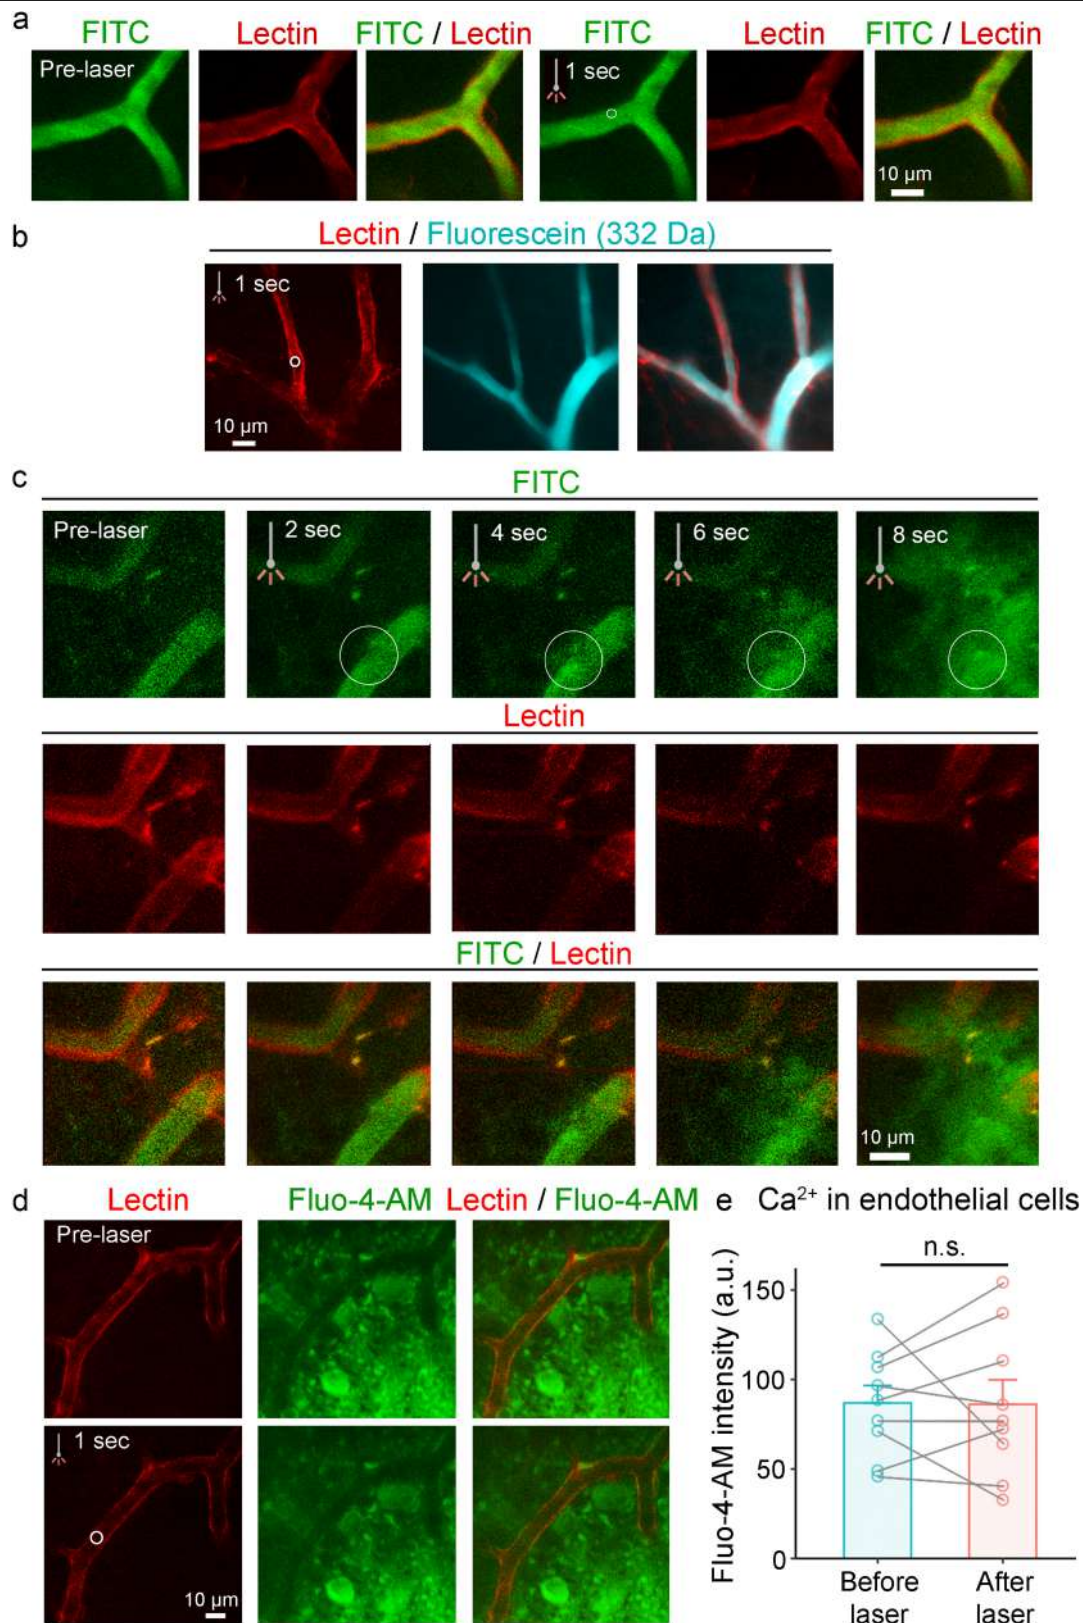 a
FITC Lectin FITC / Lectin FITC Lectin FITC / Lectin
Pre-laser
1 sec
10 µm
b
Lectin / Fluorescein (332 Da)
1 sec
10 µm
c
FITC
Pre-laser
2 sec
4 sec
6 sec
8 sec
Lectin
FITC / Lectin
10 µm
d
Lectin Fluo-4-AM Lectin / Fluo-4-AM
Pre-laser
1 sec
10 µm
e Ca²⁺ in endothelial cells
n.s.
Fluo-4-AM intensity (a.u.)
150
100
50
0
Before
laser
After
laser